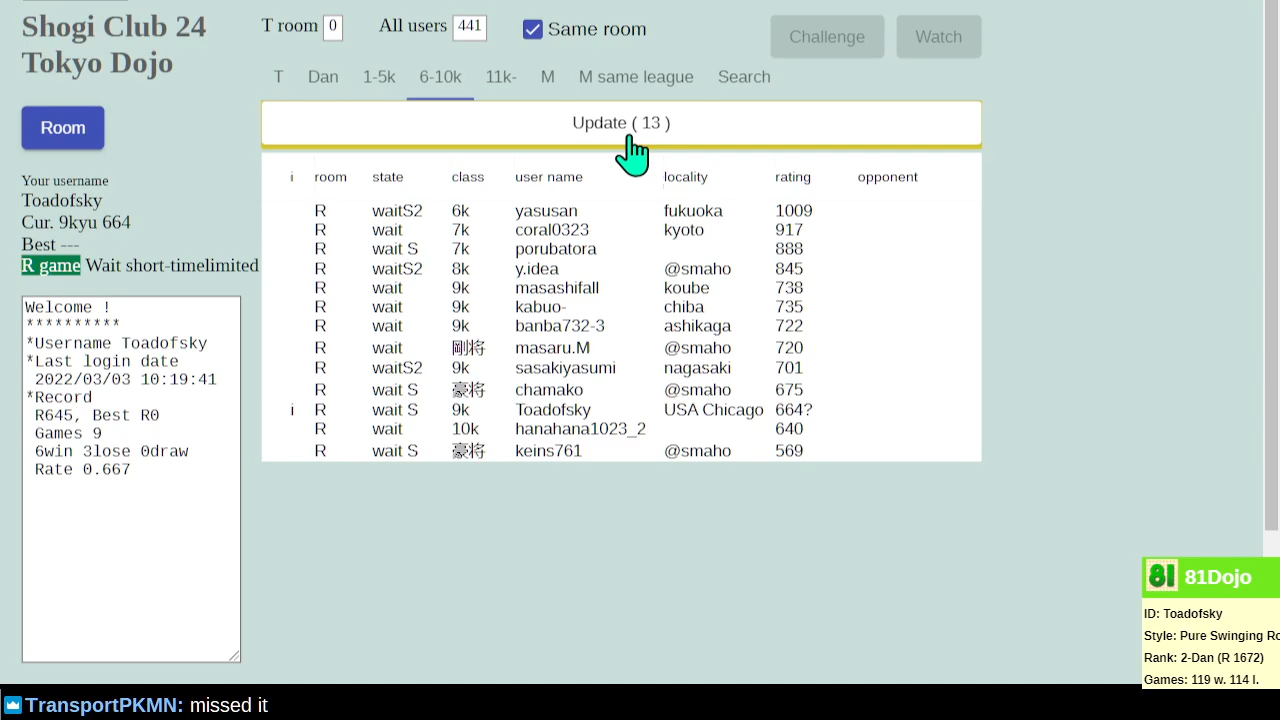 Shogi Club 24
Tokyo Dojo
T room 0 All users 441 Same room Challenge Watch
T Dan 1-5k 6-10k 11k- M M same league Search
Room
Update ( 13 )
Your username
Toadofsky
Cur. 9kyu 664
Best ---
R game Wait short-timelimited
i room state class user name locality rating opponent
R waitS2 6k yasusan fukuoka 1009
R wait 7k coral0323 kyoto 917
R wait S 7k porubatora 888
R waitS2 8k y.idea @smaho 845
R wait 9k masashifall koube 738
R wait 9k kabuo- chiba 735
R wait 9k banba732-3 ashikaga 722
R wait 剛将 masaru.M @smaho 720
R waitS2 9k sasakiyasumi nagasaki 701
R wait S 豪将 chamako @smaho 675
i R wait S 9k Toadofsky USA Chicago 664?
R wait 10k hanahana1023_2 640
R wait S 豪将 keins761 @smaho 569
Welcome !
**********
*Username Toadofsky
*Last login date
2022/03/03 10:19:41
*Record
R645, Best R0
Games 9
6win 3lose 0draw
Rate 0.667
81 81Dojo
ID: Toadofsky
Style: Pure Swinging Ro
Rank: 2-Dan (R 1672)
Games: 119 w. 114 l.
TransportPKMN: missed it